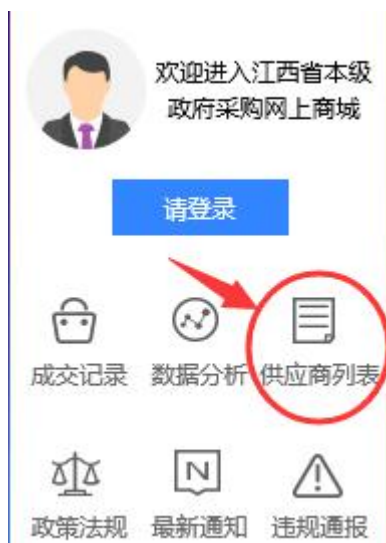 欢迎进入江西省本级
政府采购网上商城
请登录
成交记录 数据分析 供应商列表
N
政策法规 最新通知 违规通报